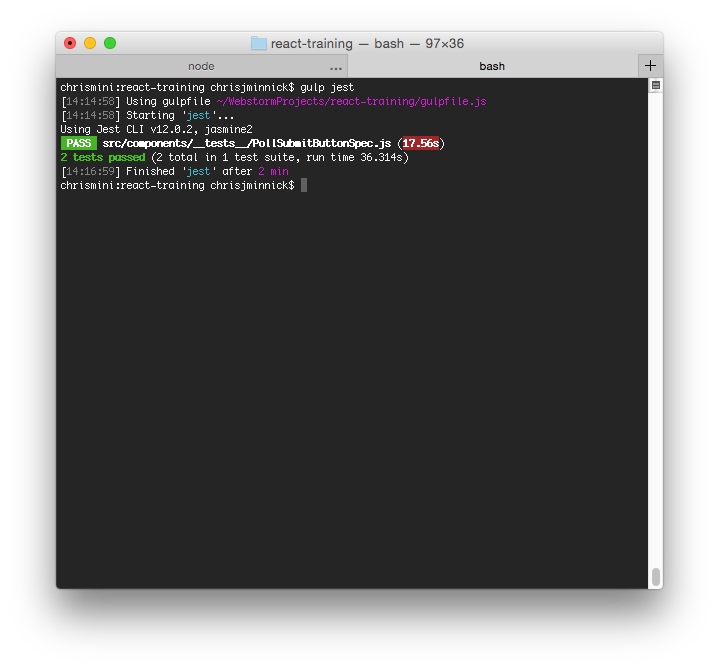 react-training — bash — 97×36
node ... bash +
chrismini:react-training chrisjminnick$ gulp jest
[14:14:58] Using gulpfile ~/WebstormProjects/react-training/gulpfile.js
[14:14:58] Starting 'jest'...
Using Jest CLI v12.0.2, jasmine2
PASS src/components/__tests__/PollSubmitButtonSpec.js (17.56s)
2 tests passed (2 total in 1 test suite, run time 36.314s)
[14:16:59] Finished 'jest' after 2 min
chrismini:react-training chrisjminnick$